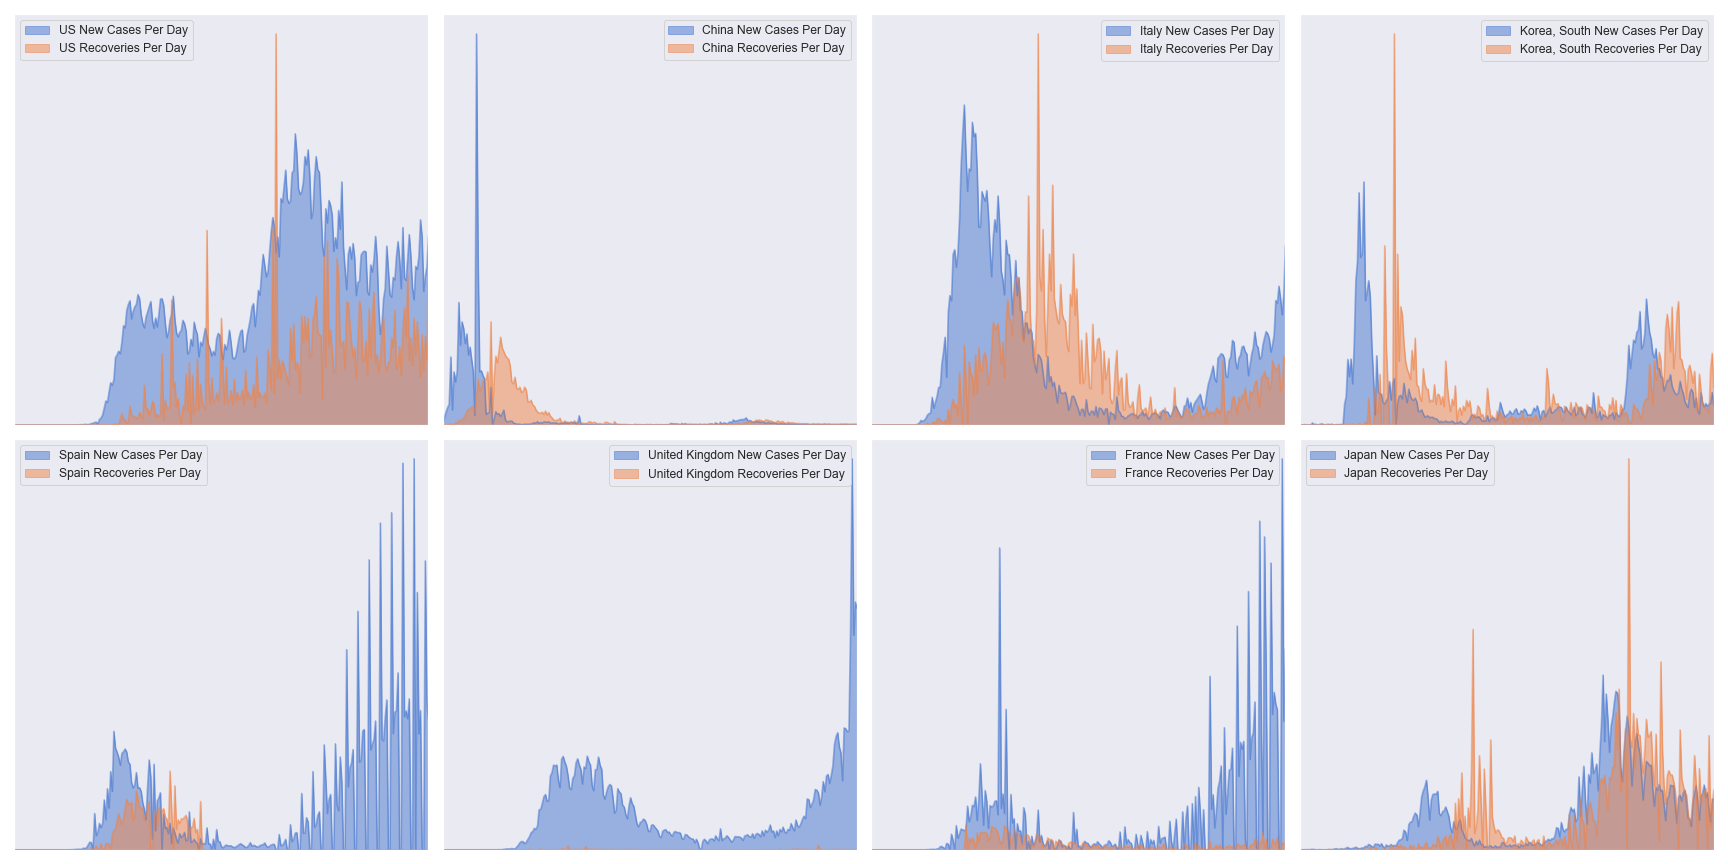 US New Cases Per Day
US Recoveries Per Day
China New Cases Per Day
China Recoveries Per Day
Italy New Cases Per Day
Italy Recoveries Per Day
Korea, South New Cases Per Day
Korea, South Recoveries Per Day
Spain New Cases Per Day
Spain Recoveries Per Day
United Kingdom New Cases Per Day
United Kingdom Recoveries Per Day
France New Cases Per Day
France Recoveries Per Day
Japan New Cases Per Day
Japan Recoveries Per Day